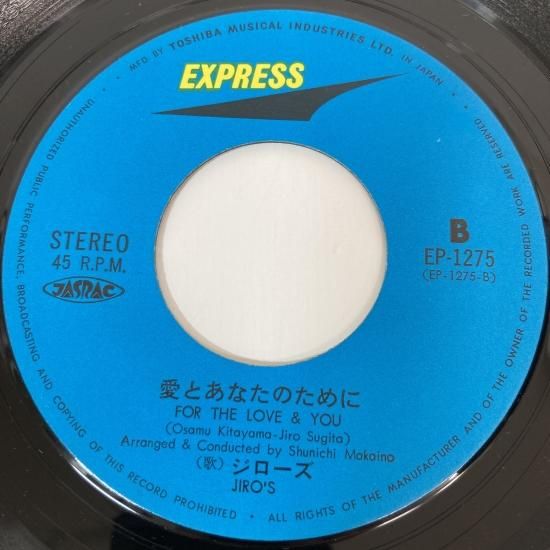 MFD BY TOSHIBA MUSICAL INDUSTRIES LTD. IN JAPAN
EXPRESS
STEREO
45 R.P.M.
JASRAC
B
EP-1275
(EP-1275-B)
愛とあなたのために
FOR THE LOVE & YOU
(Osamu Kitayama-Jiro Sugita)
Arranged & Conducted by Shunichi Makaino
(歌) ジローズ
JIRO'S
UNAUTHORIZED PUBLIC PERFORMANCE, BROADCASTING AND COPYING OF THIS RECORD PROHIBITED • ALL RIGHTS OF THE MANUFACTURER AND OF THE OWNER OF THE RECORDED WORK ARE RESERVED